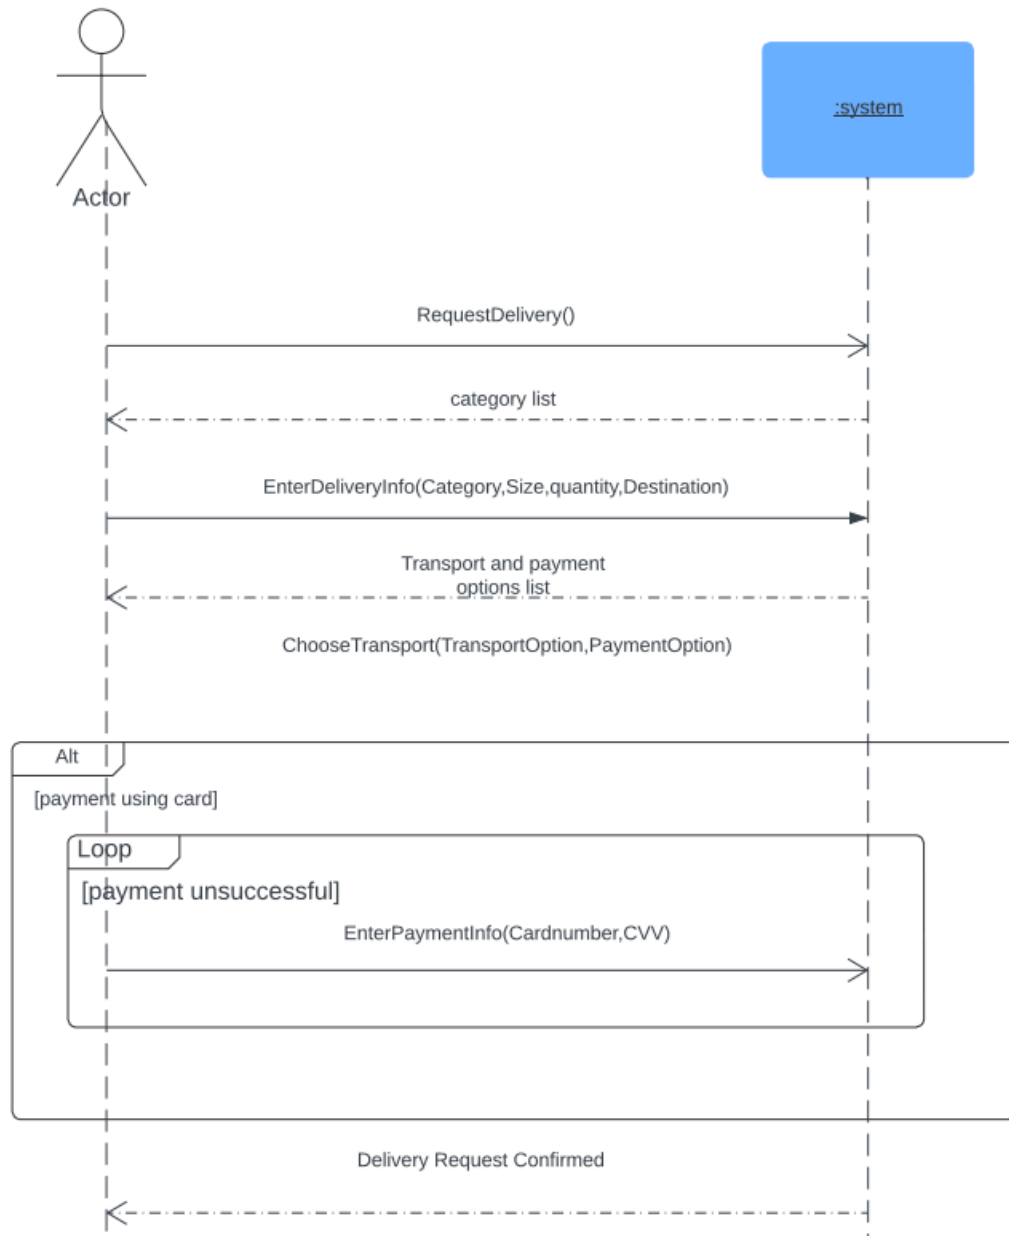 Actor
:system
RequestDelivery()
category list
EnterDeliveryInfo(Category,Size,quantity,Destination)
Transport and payment
options list
ChooseTransport(TransportOption,PaymentOption)
Alt
[payment using card]
Loop
[payment unsuccessful]
EnterPaymentInfo(Cardnumber,CVV)
Delivery Request Confirmed